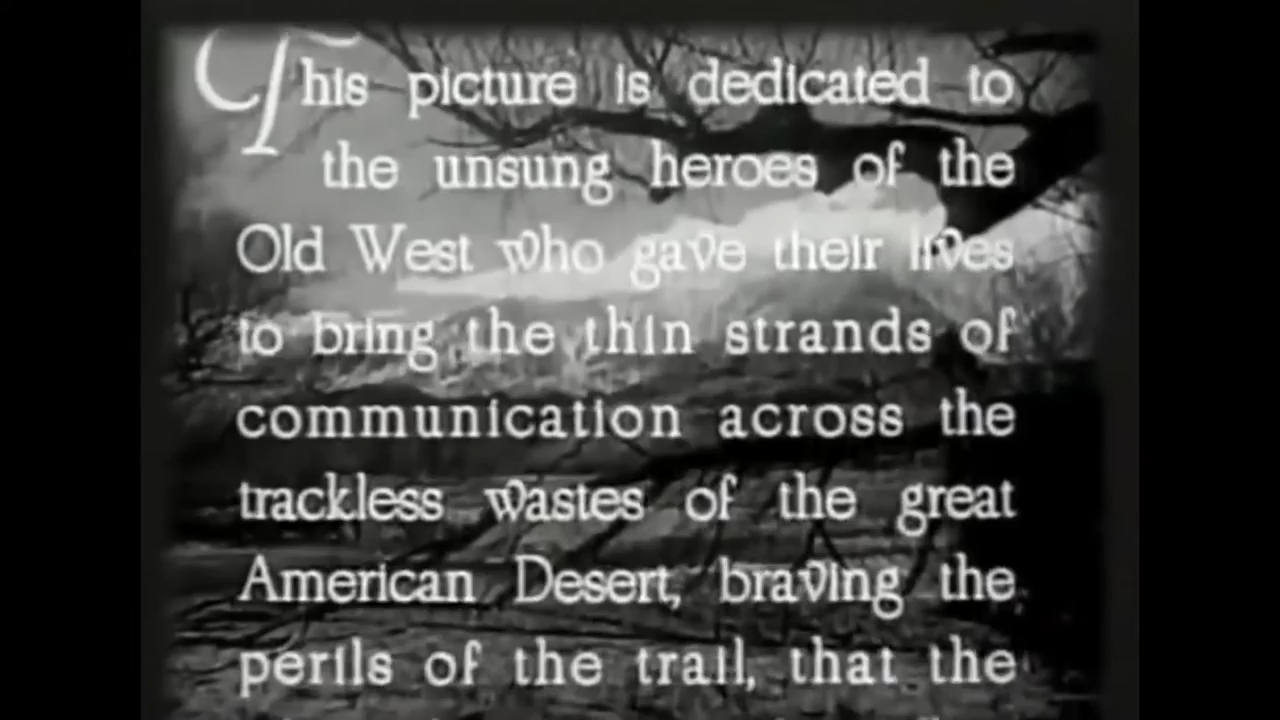 This picture is dedicated to
the unsung heroes of the
Old West who gave their lives
to bring the thin strands of
communication across the
trackless wastes of the great
American Desert, braving the
perils of the trail, that the